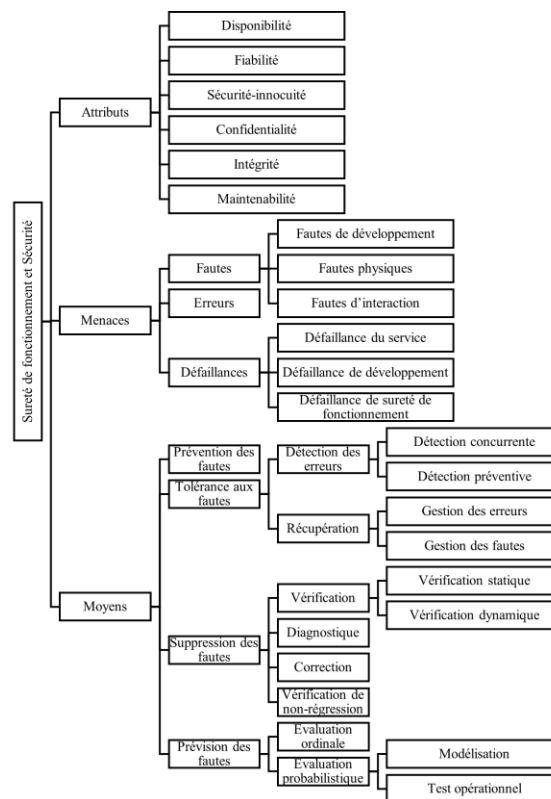 Sureté de fonctionnement et Sécurité
Attributs
Disponibilité
Fiabilité
Sécurité-innocuité
Confidentialité
Intégrité
Maintenabilité
Menaces
Fautes
Fautes de développement
Fautes physiques
Fautes d’interaction
Erreurs
Défaillances
Défaillance du service
Défaillance de développement
Défaillance de sureté de
fonctionnement
Moyens
Prévention des
fautes
Tolérance aux
fautes
Détection des
erreurs
Détection concurrente
Détection préventive
Récupération
Gestion des erreurs
Gestion des fautes
Suppression des
fautes
Vérification
Vérification statique
Vérification dynamique
Diagnostique
Correction
Vérification de
non-régression
Prévision des
fautes
Evaluation
ordinale
Evaluation
probabilistique
Modélisation
Test opérationnel